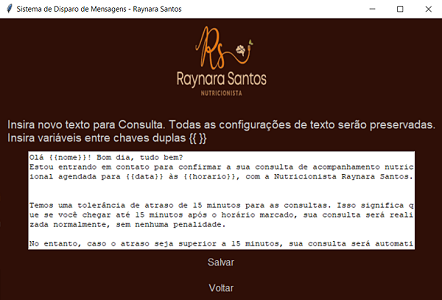 Sistema de Disparo de Mensagens - Raynara Santos
Rs
Raynara Santos
NUTRICIONISTA
Insira novo texto para Consulta. Todas as configurações de texto serão preservadas.
Insira variáveis entre chaves duplas {{ }}
Olá {{nome}}! Bom dia, tudo bem?
Estou entrando em contato para confirmar a sua consulta de acompanhamento nutric
ional agendada para {{data}} às {{horario}}, com a Nutricionista Raynara Santos.
Temos uma tolerância de atraso de 15 minutos para as consultas. Isso significa q
ue se você chegar até 15 minutos após o horário marcado, sua consulta será reali
zada normalmente, sem nenhuma penalidade.
No entanto, caso o atraso seja superior a 15 minutos, sua consulta será automati
Salvar
Voltar